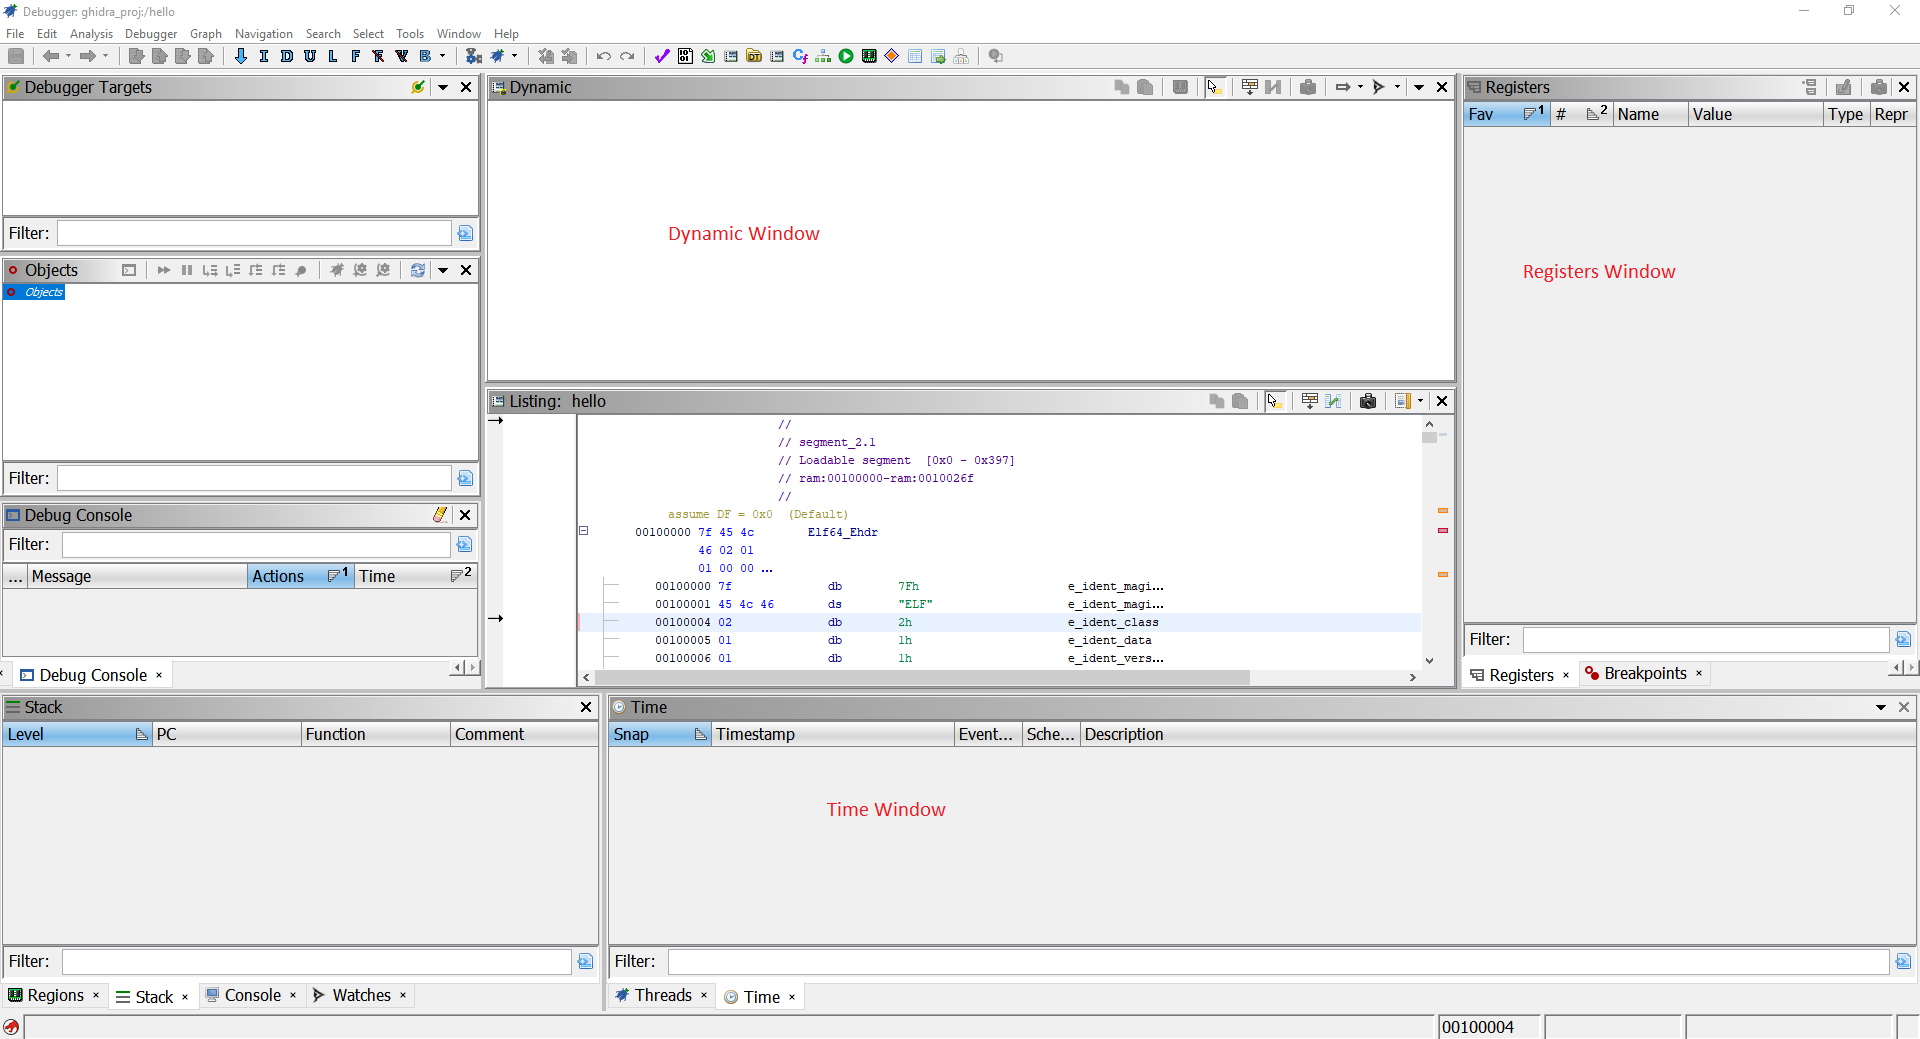 Debugger: ghidra_proj:/hello
File Edit Analysis Debugger Graph Navigation Search Select Tools Window Help
I D U L F B
Debugger Targets
Filter:
Objects
Objects
Filter:
Debug Console
Filter:
... Message Actions 1 Time 2
Debug Console ×
Dynamic
Dynamic Window
Listing: hello
//
// segment_2.1
// Loadable segment [0x0 - 0x397]
// ram:00100000-ram:0010026f
//
assume DF = 0x0 (Default)
00100000 7f 45 4c Elf64_Ehdr
46 02 01
01 00 00 ...
00100000 7f db 7Fh e_ident_magi...
00100001 45 4c 46 ds "ELF" e_ident_magi...
00100004 02 db 2h e_ident_class
00100005 01 db 1h e_ident_data
00100006 01 db 1h e_ident_vers...
Registers
Fav 1 # 2 Name Value Type Repr
Registers Window
Filter:
Registers × Breakpoints ×
Stack
Level PC Function Comment
Filter:
Regions × Stack × Console × Watches ×
Time
Snap Timestamp Event... Sche... Description
Time Window
Filter:
Threads × Time ×
00100004